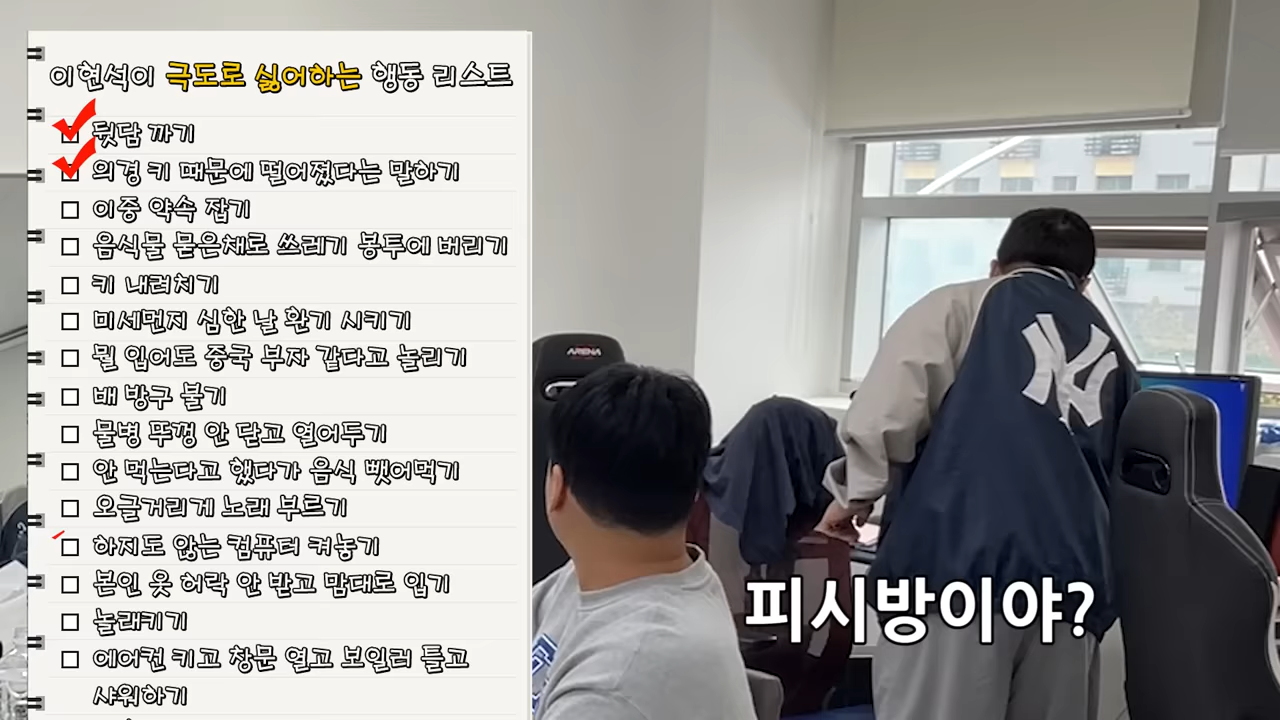 이현석이 극도로 싫어하는 행동 리스트
뒷담 까기
의경 키 때문에 떨어졌다는 말하기
이중 약속 잡기
음식물 묻은채로 쓰레기 봉투에 버리기
키 내려치기
미세먼지 심한 날 환기 시키기
뭘 입어도 중국 부자 같다고 놀리기
배 방구 불기
물병 뚜껑 안 닫고 열어두기
안 먹는다고 했다가 음식 뺏어먹기
오글거리게 노래 부르기
하지도 않는 컴퓨터 켜놓기
본인 옷 허락 안 받고 맘대로 입기
놀래키기
에어컨 키고 창문 열고 보일러 틀고
샤워하기
ARENA
NY
피시방이야?